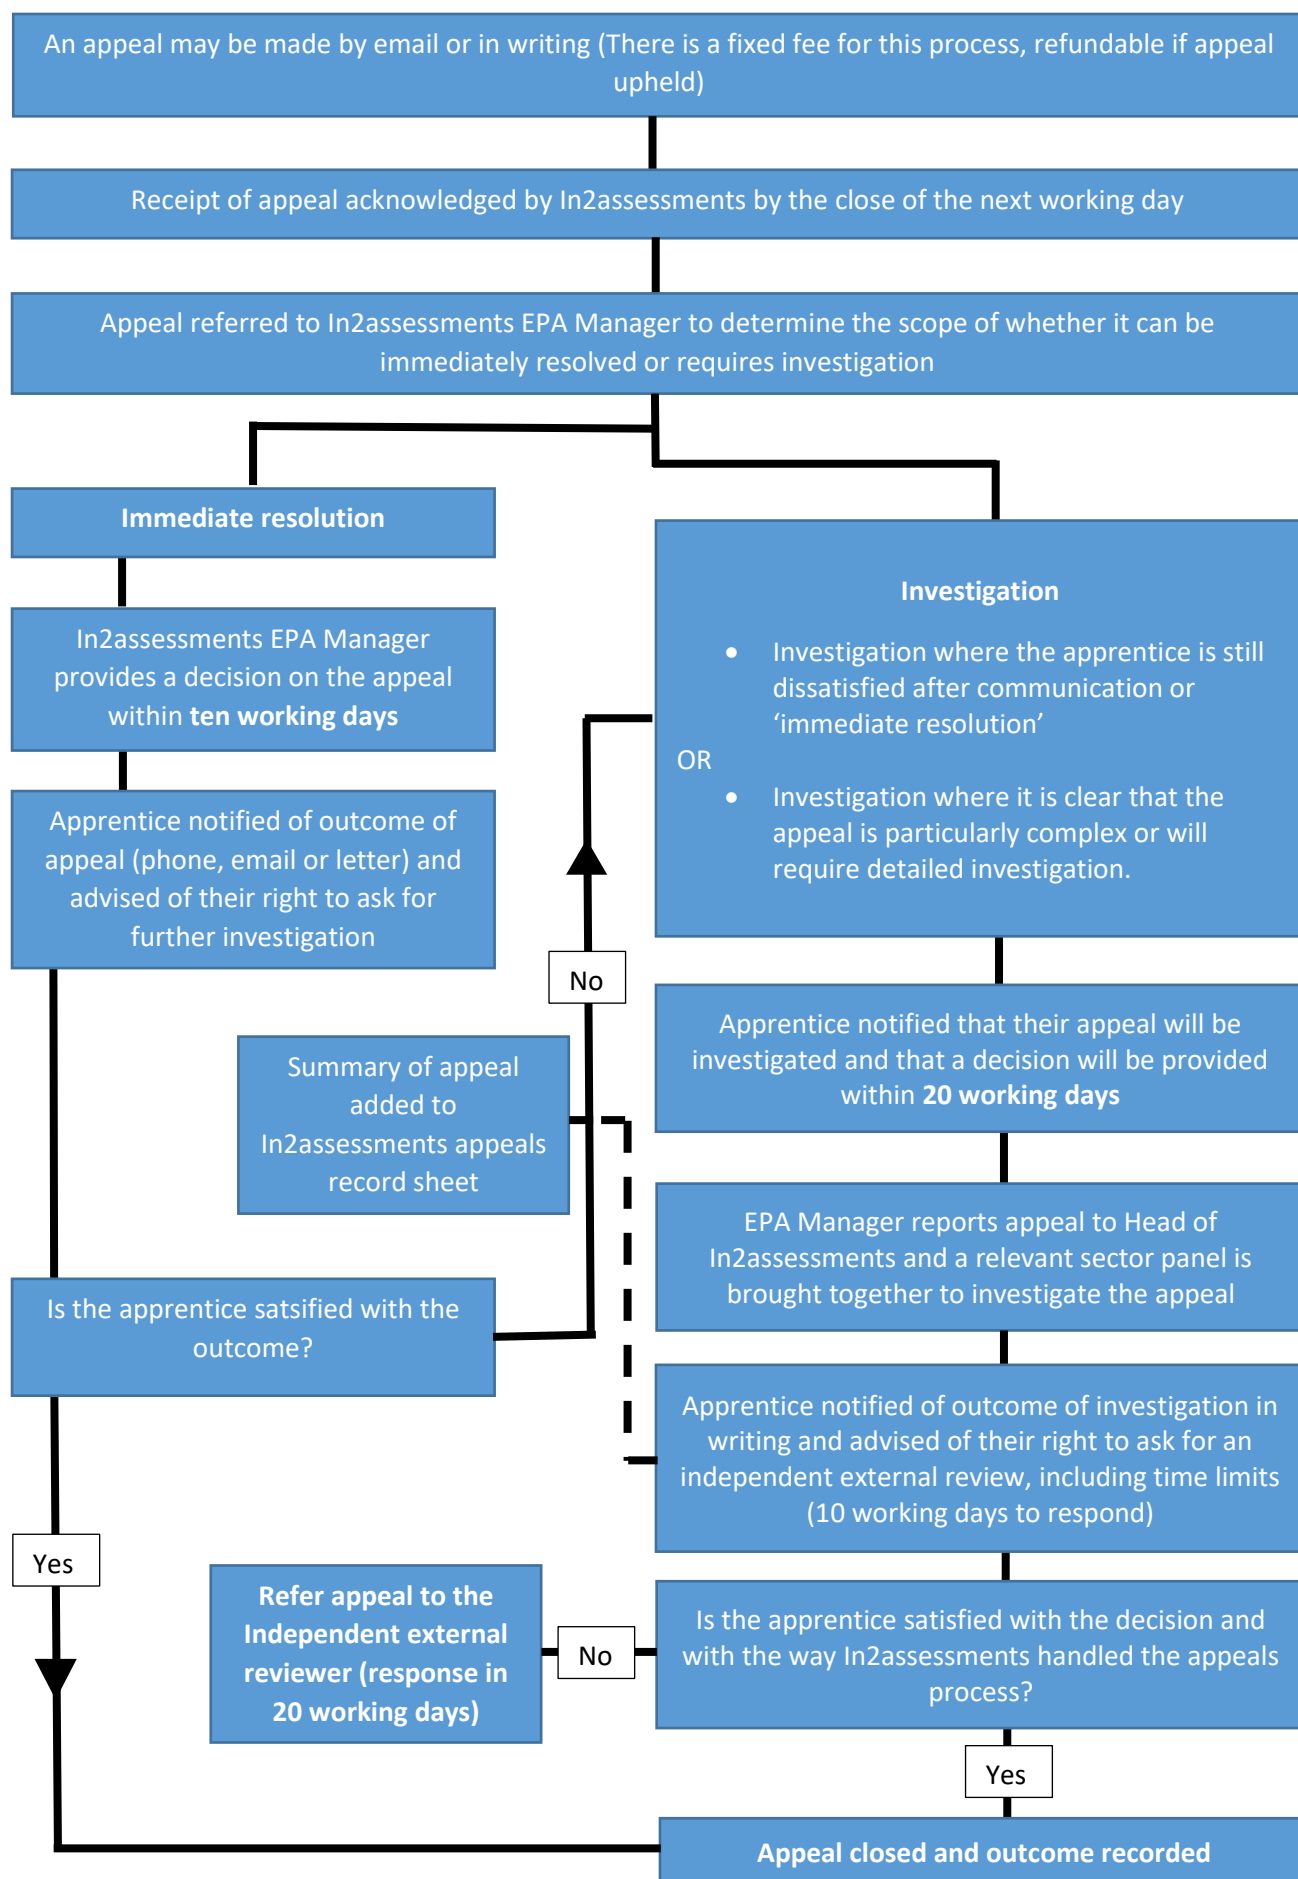 An appeal may be made by email or in writing (There is a fixed fee for this process, refundable if appeal
upheld)
Receipt of appeal acknowledged by In2assessments by the close of the next working day
Appeal referred to In2assessments EPA Manager to determine the scope of whether it can be
immediately resolved or requires investigation
Immediate resolution
In2assessments EPA Manager
provides a decision on the appeal
within ten working days
Apprentice notified of outcome of
appeal (phone, email or letter) and
advised of their right to ask for
further investigation
Investigation
• Investigation where the apprentice is still
dissatisfied after communication or
‘immediate resolution’
OR
• Investigation where it is clear that the
appeal is particularly complex or will
require detailed investigation.
No
Summary of appeal
added to
In2assessments appeals
record sheet
Apprentice notified that their appeal will be
investigated and that a decision will be provided
within 20 working days
EPA Manager reports appeal to Head of
In2assessments and a relevant sector panel is
brought together to investigate the appeal
Is the apprentice satsified with the
outcome?
Apprentice notified of outcome of investigation in
writing and advised of their right to ask for an
independent external review, including time limits
(10 working days to respond)
Yes
Refer appeal to the
Independent external
reviewer (response in
20 working days)
No
Is the apprentice satisfied with the decision and
with the way In2assessments handled the appeals
process?
Yes
Appeal closed and outcome recorded